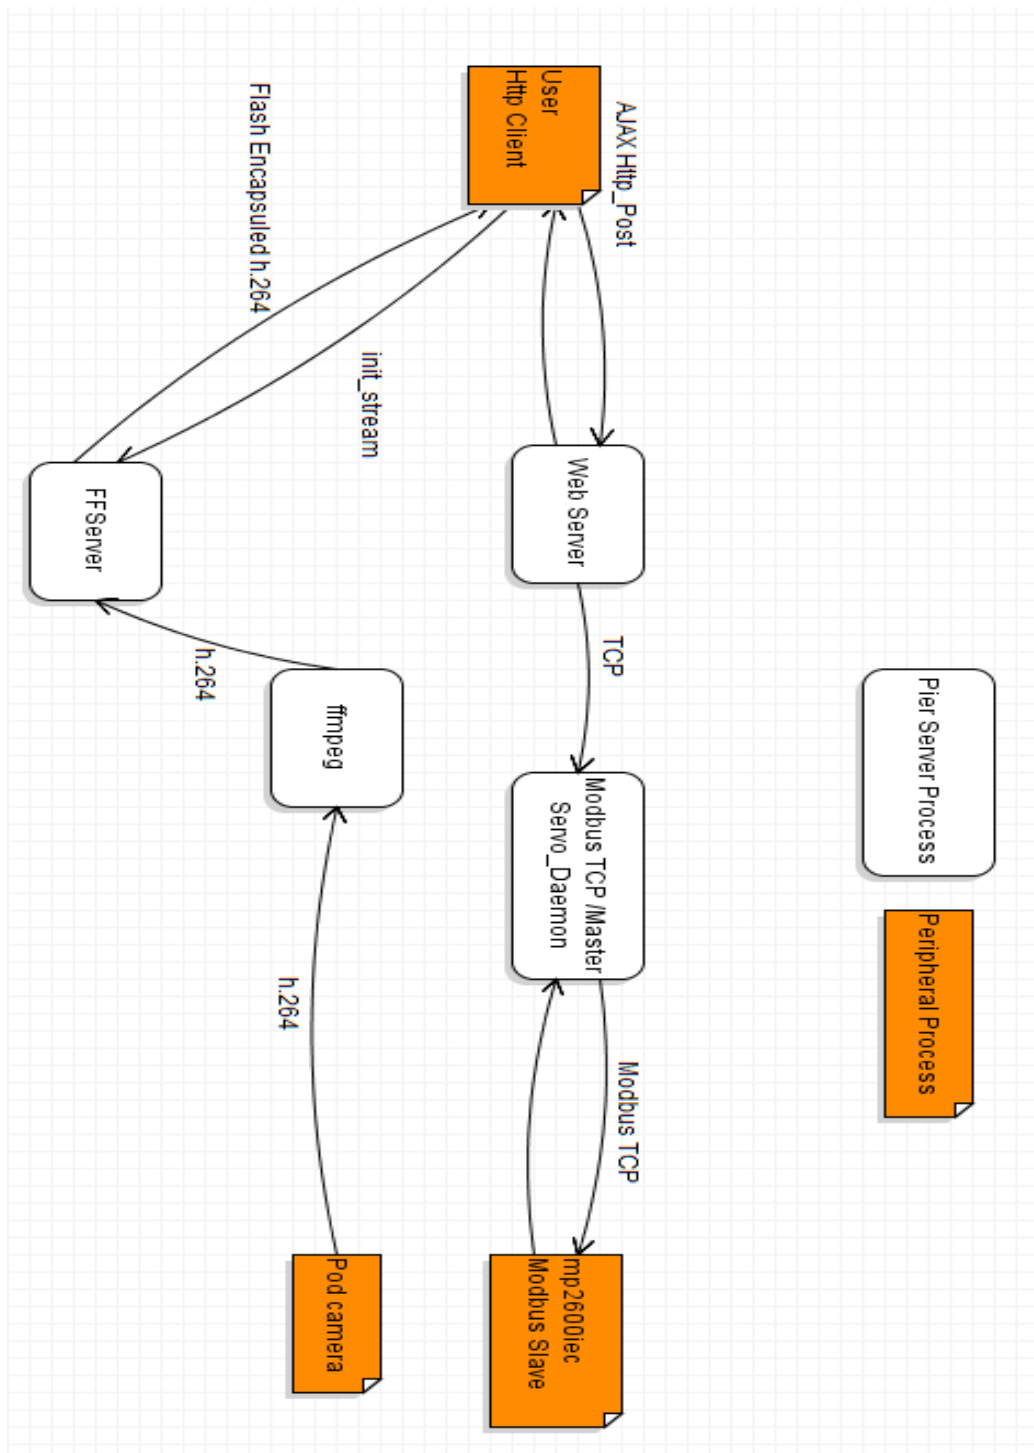 Pier Server Process
Peripheral Process
AJAX Http_Post
User
Http Client
Web Server
TCP
Modbus TCP /Master
Servo_Daemon
Modbus TCP
mp2600iec
Modbus Slave
init_stream
Flash Encapsuled h.264
FFServer
h.264
ffmpeg
h.264
Pod camera